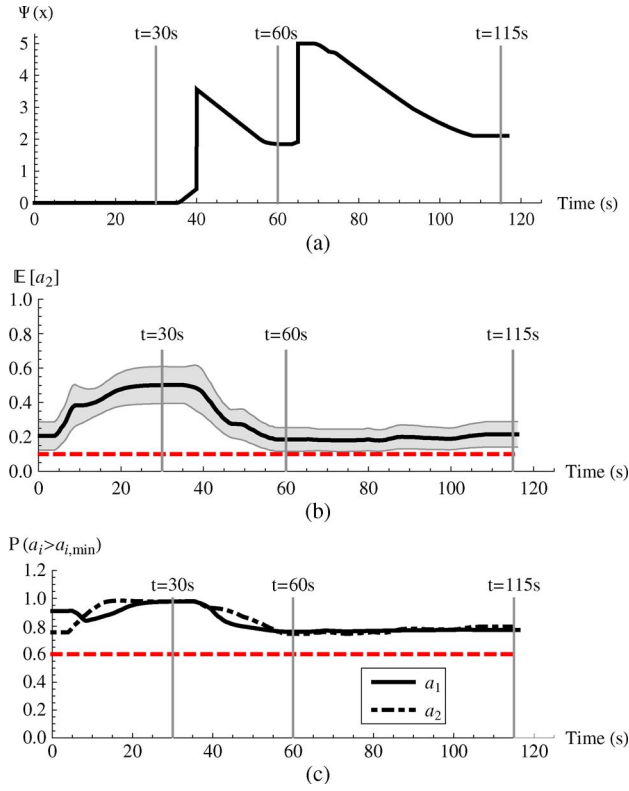 Ψ (x)
t=30s t=60s t=115s
5
4
3
2
1
0
0 20 40 60 80 100 120 Time (s)
(a)
𝔼 [a₂]
1.0
0.8 t=30s t=60s t=115s
0.6
0.4
0.2
0.0
0 20 40 60 80 100 120 Time (s)
(b)
P (aᵢ>aᵢ,min)
1.2
1.0 t=30s t=60s t=115s
0.8
0.6
0.4 a₁
0.2 a₂
0.0
0 20 40 60 80 100 120 Time (s)
(c)